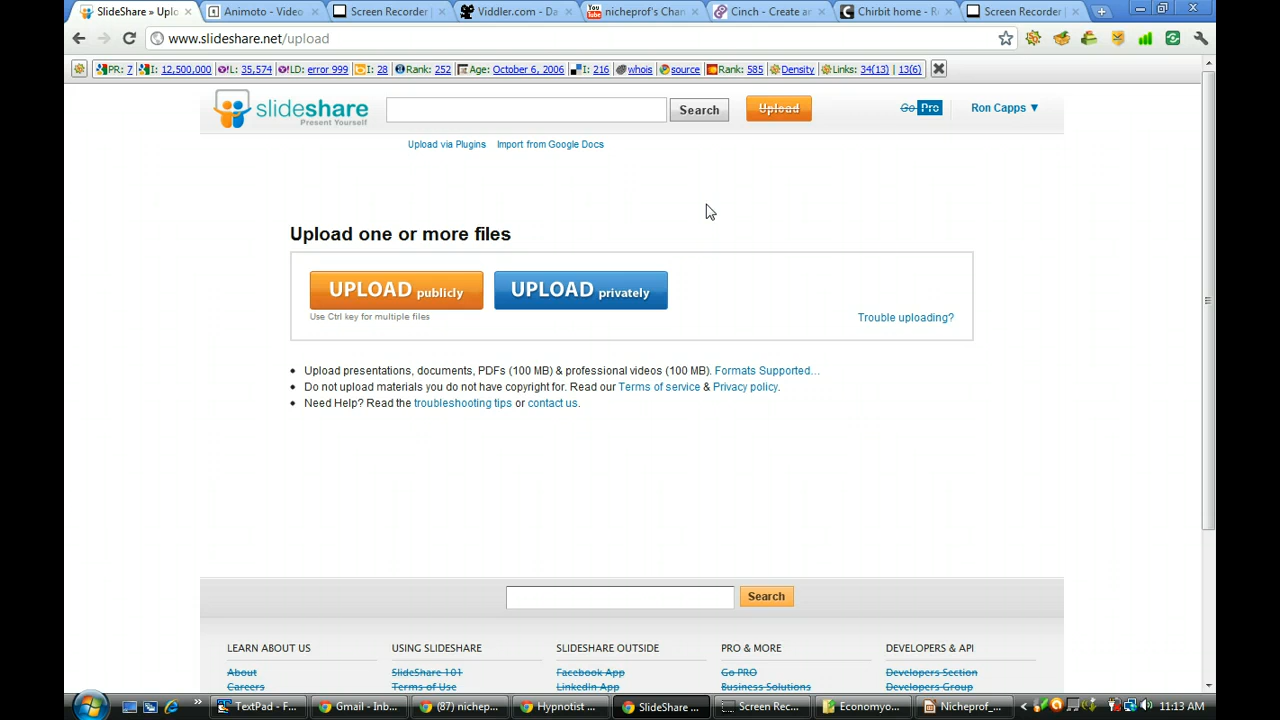 SlideShare » Uplo
Animoto - Video
Screen Recorder
Viddler.com - Da
nicheprof's Chan
Cinch - Create an
Chirbit home - R
Screen Recorder
www.slideshare.net/upload
PR: 7 I: 12,500,000 L: 35,574 LD: error 999 I: 28 Rank: 252 Age: October 6, 2006 I: 216 whois source Rank: 585 Density Links: 34(13) | 13(6)
slideshare
Present Yourself
Search
Upload
Go Pro
Ron Capps ▼
Upload via Plugins Import from Google Docs
Upload one or more files
UPLOAD publicly
UPLOAD privately
Use Ctrl key for multiple files
Trouble uploading?
Upload presentations, documents, PDFs (100 MB) & professional videos (100 MB). Formats Supported...
Do not upload materials you do not have copyright for. Read our Terms of service & Privacy policy.
Need Help? Read the troubleshooting tips or contact us.
Search
LEARN ABOUT US USING SLIDESHARE SLIDESHARE OUTSIDE PRO & MORE DEVELOPERS & API
About SlideShare 101 Facebook App Go PRO Developers Section
Careers Terms of Use LinkedIn App Business Solutions Developers Group
TextPad - F...
Gmail - Inb...
(87) nichep...
Hypnotist ...
SlideShare ...
Screen Rec...
Economyo...
Nicheprof_...
11:13 AM